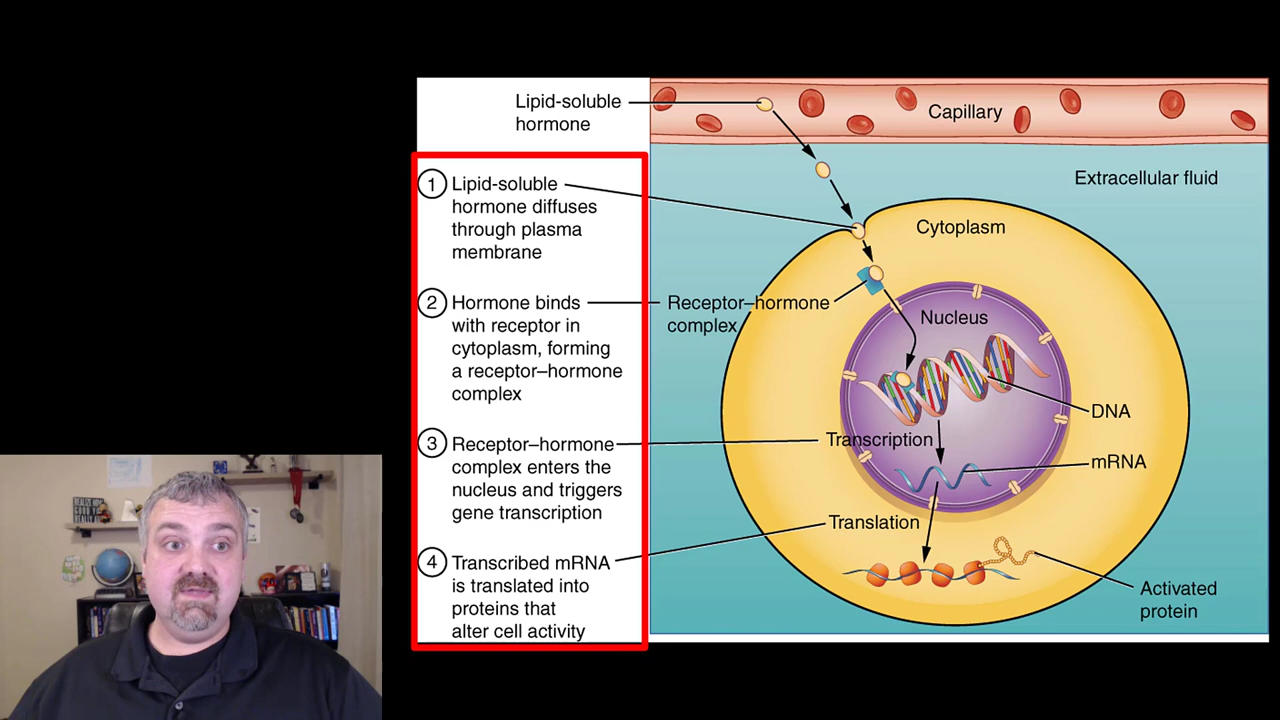 Lipid-soluble
hormone
1 Lipid-soluble
hormone diffuses
through plasma
membrane
2 Hormone binds
with receptor in
cytoplasm, forming
a receptor–hormone
complex
3 Receptor–hormone
complex enters the
nucleus and triggers
gene transcription
4 Transcribed mRNA
is translated into
proteins that
alter cell activity
Capillary
Extracellular fluid
Cytoplasm
Receptor–hormone
complex
Nucleus
DNA
Transcription
mRNA
Translation
Activated
protein